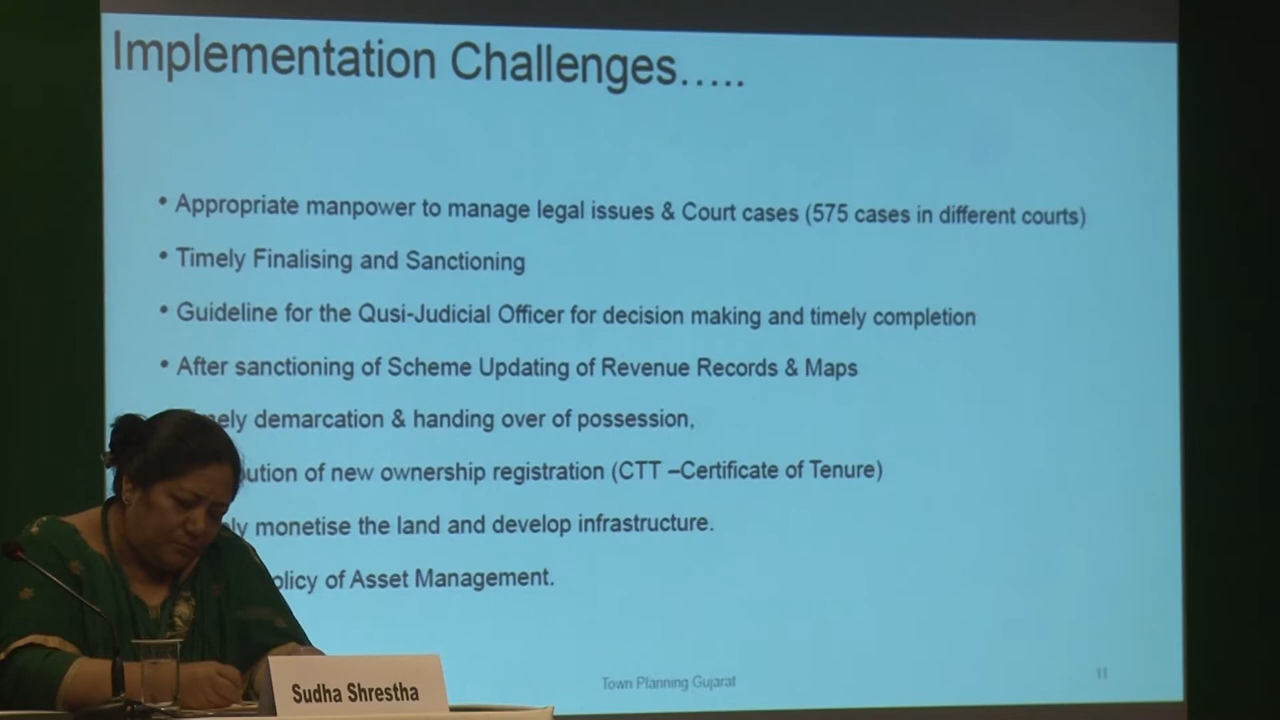 Implementation Challenges.....
• Appropriate manpower to manage legal issues & Court cases (575 cases in different courts)
• Timely Finalising and Sanctioning
• Guideline for the Qusi-Judicial Officer for decision making and timely completion
• After sanctioning of Scheme Updating of Revenue Records & Maps
demarcation & handing over of possession,
of new ownership registration (CTT –Certificate of Tenure)
monetise the land and develop infrastructure.
of Asset Management.
Town Planning Gujarat
11
Sudha Shrestha